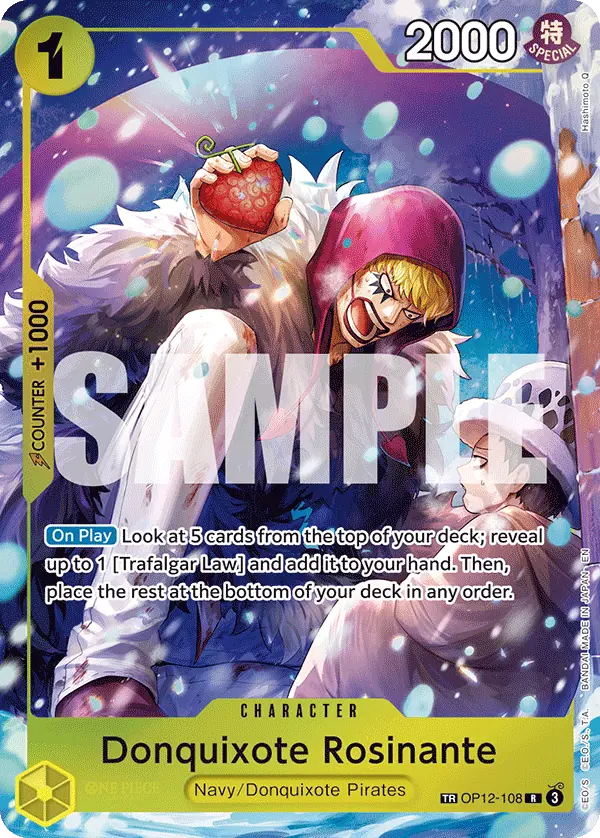 1
2000
特
SPECIAL
Hashimoto_Q
COUNTER +1000
SAMPLE
On Play Look at 5 cards from the top of your deck; reveal
up to 1 [Trafalgar Law] and add it to your hand. Then,
place the rest at the bottom of your deck in any order.
©E.O./S. ©E.O./S., T.A. BANDAI MADE IN JAPAN. EN
CHARACTER
Donquixote Rosinante
Navy/Donquixote Pirates
ONE PIECE
CARD GAME
TR OP12-108 R 3